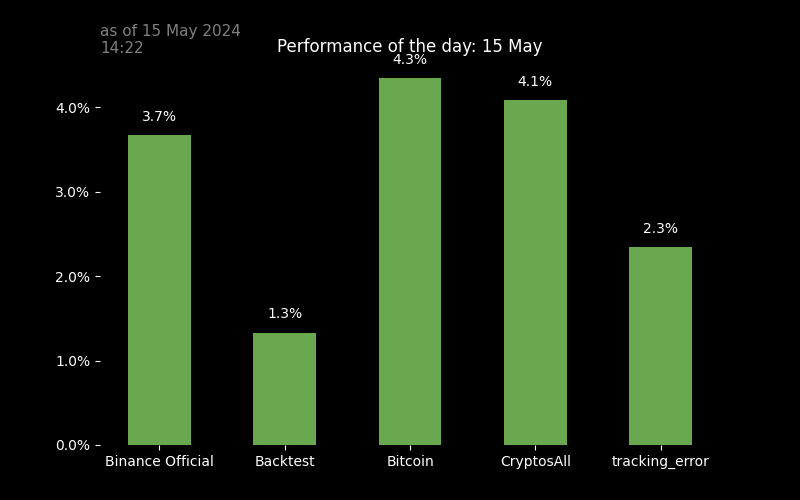 as of 15 May 2024
14:22
Performance of the day: 15 May
4.3%
4.1%
4.0%
3.7%
3.0%
2.3%
2.0%
1.3%
1.0%
0.0%
Binance Official
Backtest
Bitcoin
CryptosAll
tracking_error